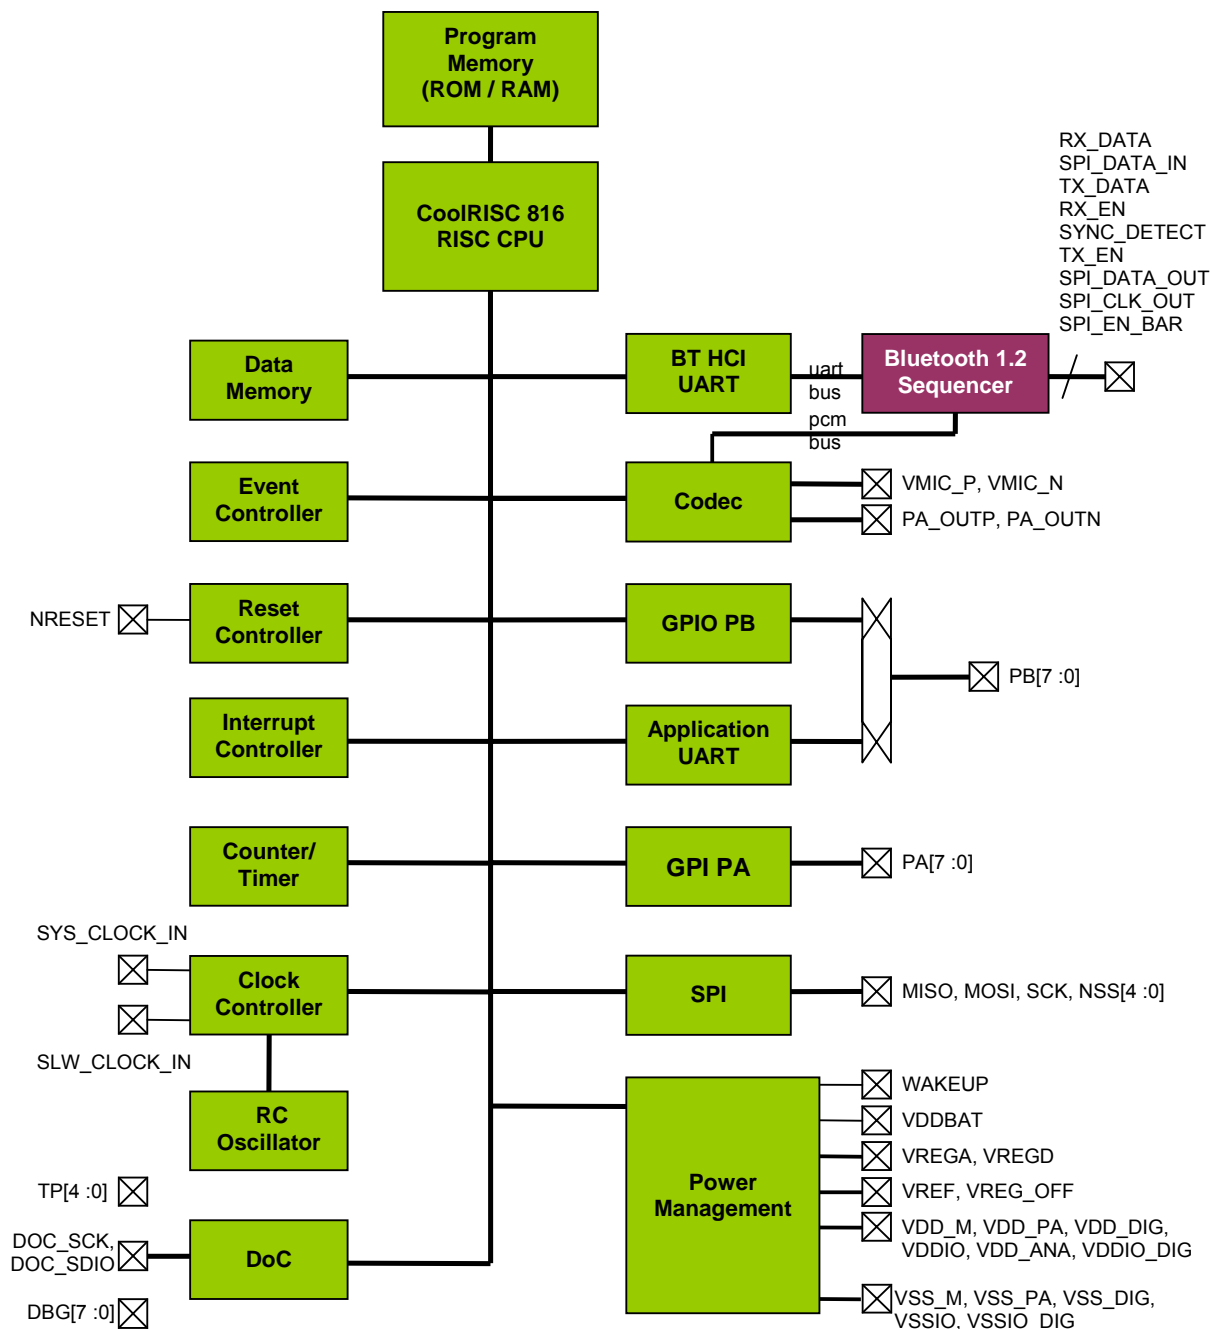 Program
Memory
(ROM / RAM)
CoolRISC 816
RISC CPU
RX_DATA
SPI_DATA_IN
TX_DATA
RX_EN
SYNC_DETECT
TX_EN
SPI_DATA_OUT
SPI_CLK_OUT
SPI_EN_BAR
Data
Memory
BT HCI
UART
uart
bus
Bluetooth 1.2
Sequencer
pcm
bus
Event
Controller
Codec
VMIC_P, VMIC_N
PA_OUTP, PA_OUTN
NRESET
Reset
Controller
GPIO PB
PB[7 :0]
Interrupt
Controller
Application
UART
Counter/
Timer
GPI PA
PA[7 :0]
SYS_CLOCK_IN
Clock
Controller
SLW_CLOCK_IN
SPI
MISO, MOSI, SCK, NSS[4 :0]
RC
Oscillator
Power
Management
WAKEUP
VDDBAT
VREGA, VREGD
VREF, VREG_OFF
VDD_M, VDD_PA, VDD_DIG,
VDDIO, VDD_ANA, VDDIO_DIG
VSS_M, VSS_PA, VSS_DIG,
VSSIO, VSSIO_DIG
TP[4 :0]
DOC_SCK,
DOC_SDIO
DoC
DBG[7 :0]